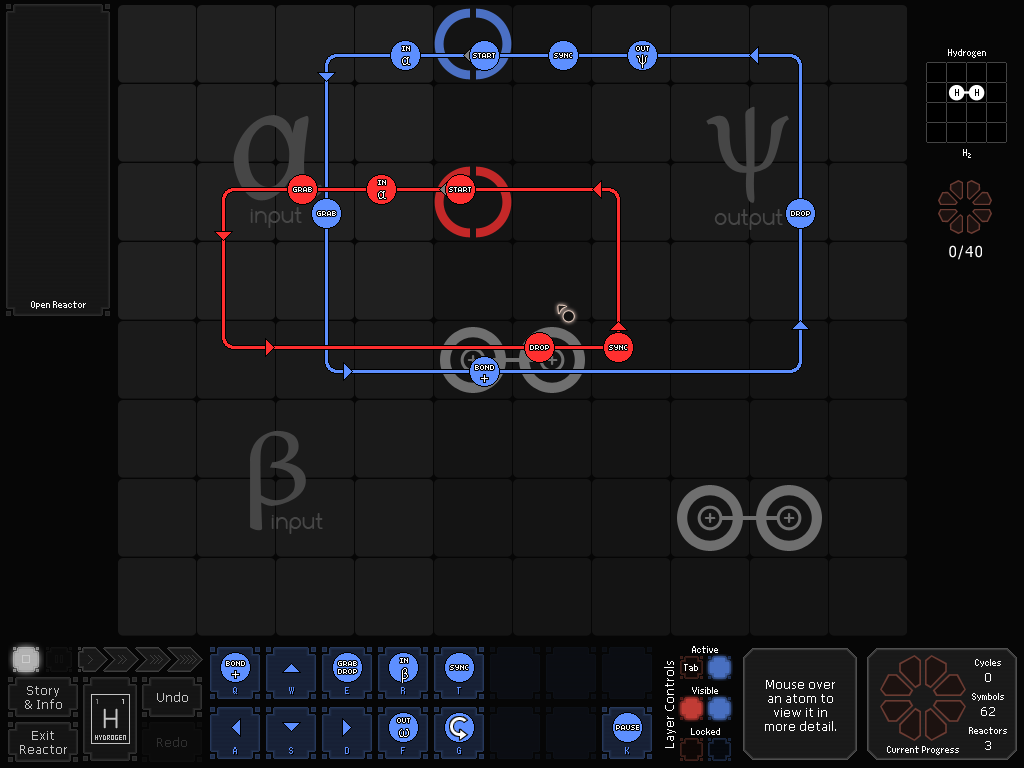 IN
α
START
SYNC
OUT
Ψ
Hydrogen
H H
H₂
0/40
α
input
ψ
output
GRAB
IN
α
START
GRAB
DROP
Open Reactor
DROP
SYNC
BOND
+
β
input
Story
& Info
Exit
Reactor
1 1
H
HYDROGEN
Undo
Redo
BOND
+
Q
W
GRAB
DROP
E
IN
β
R
SYNC
T
A
S
D
OUT
ω
F
G
PAUSE
K
Layer Controls
Active
Tab
Visible
Locked
Mouse over
an atom to
view it in
more detail.
Cycles
0
Symbols
62
Reactors
3
Current Progress